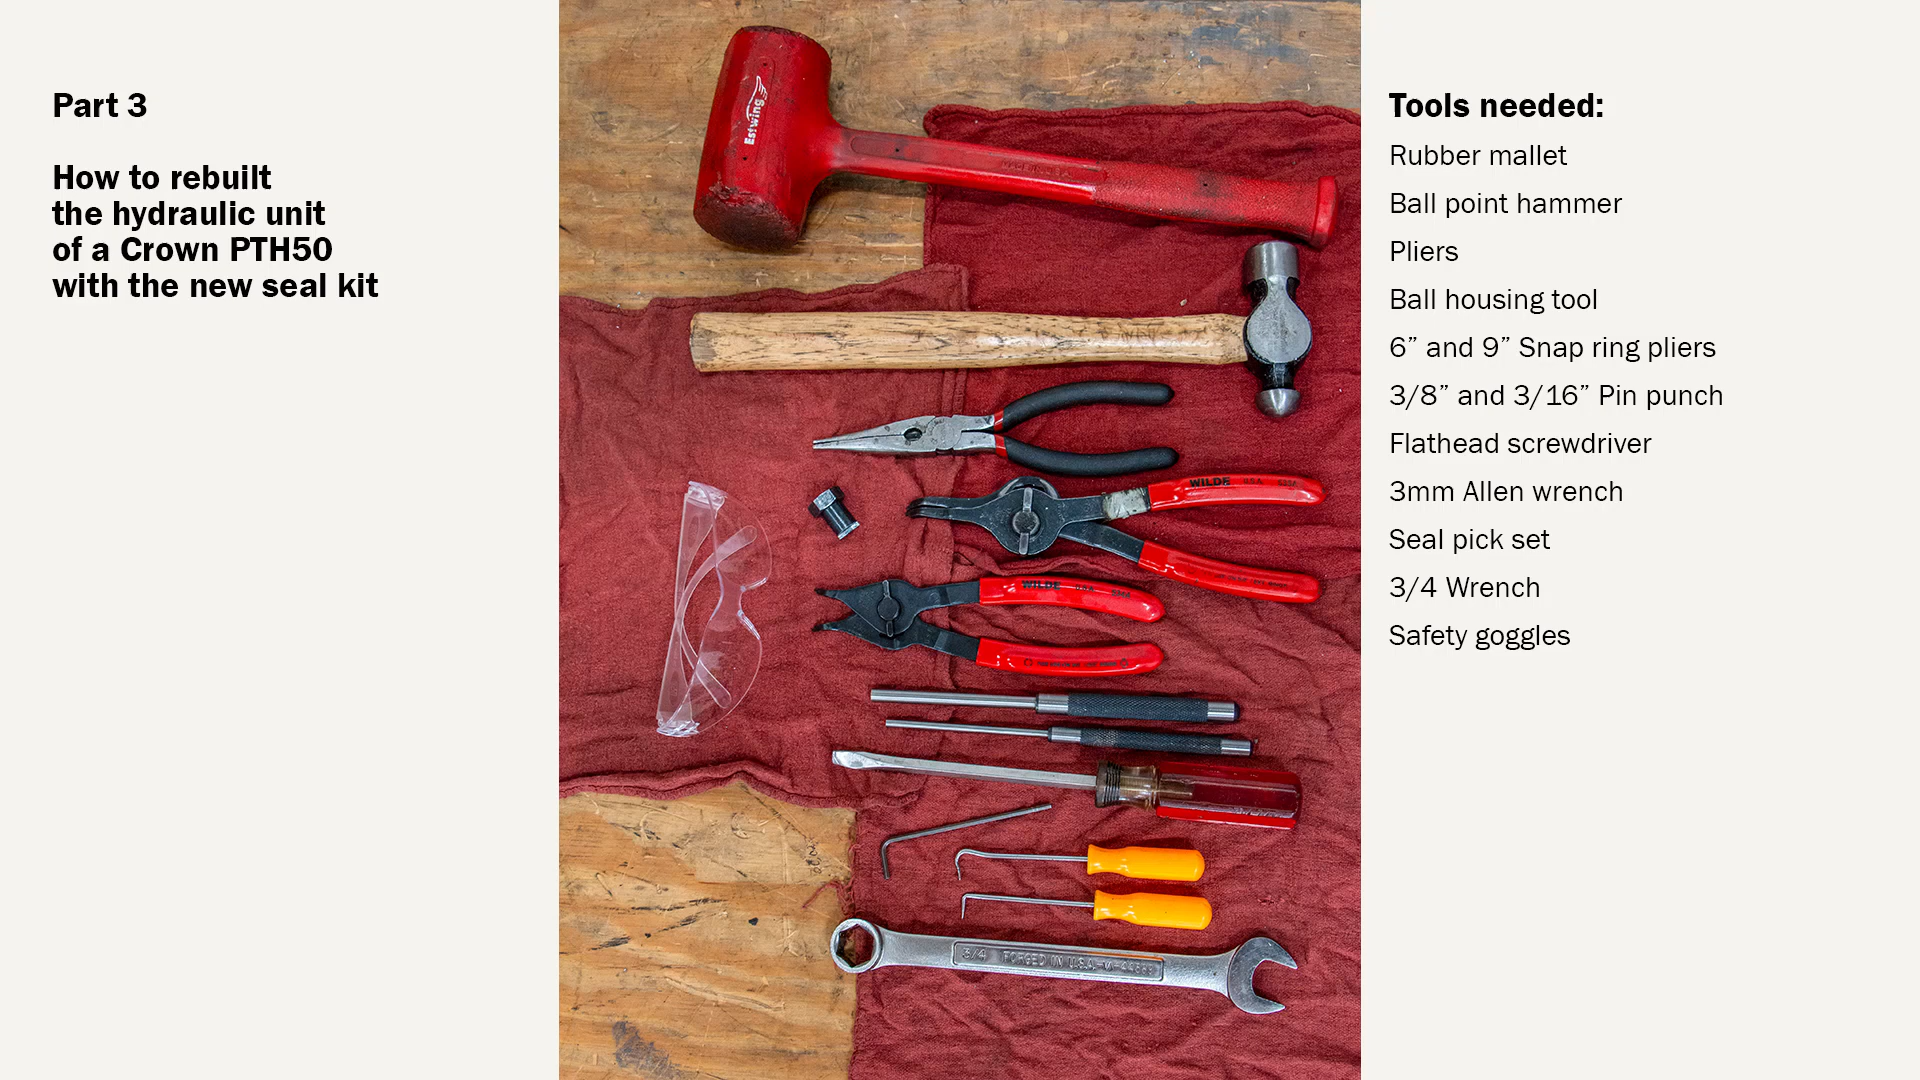 Part 3
How to rebuilt
the hydraulic unit
of a Crown PTH50
with the new seal kit
Estwing
WILDE USA
WILDE USA
3/4 FORGED IN U.S.A.
Tools needed:
Rubber mallet
Ball point hammer
Pliers
Ball housing tool
6” and 9” Snap ring pliers
3/8” and 3/16” Pin punch
Flathead screwdriver
3mm Allen wrench
Seal pick set
3/4 Wrench
Safety goggles